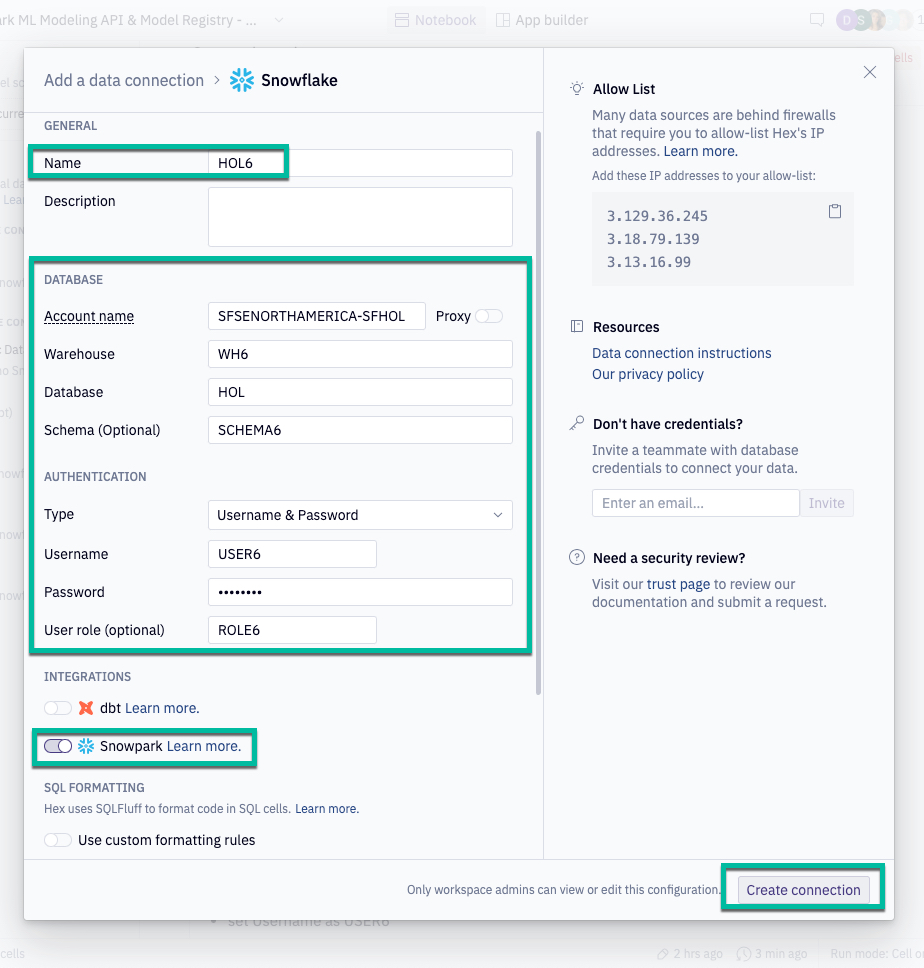 ark ML Modeling API & Model Registry - ...
Notebook
App builder
D
S
Add a data connection > Snowflake
GENERAL
Name HOL6
Description
DATABASE
Account name SFSENORTHAMERICA-SFHOL Proxy
Warehouse WH6
Database HOL
Schema (Optional) SCHEMA6
AUTHENTICATION
Type Username & Password
Username USER6
Password ••••••••
User role (optional) ROLE6
INTEGRATIONS
dbt Learn more.
Snowpark Learn more.
SQL FORMATTING
Hex uses SQLFluff to format code in SQL cells. Learn more.
Use custom formatting rules
Only workspace admins can view or edit this configuration.
Create connection
Allow List
Many data sources are behind firewalls
that require you to allow-list Hex's IP
addresses. Learn more.
Add these IP addresses to your allow-list:
3.129.36.245
3.18.79.139
3.13.16.99
Resources
Data connection instructions
Our privacy policy
Don't have credentials?
Invite a teammate with database
credentials to connect your data.
Enter an email... Invite
Need a security review?
Visit our trust page to review our
documentation and submit a request.
set Username as USER6
cells
2 hrs ago
3 min ago
Run mode: Cell o